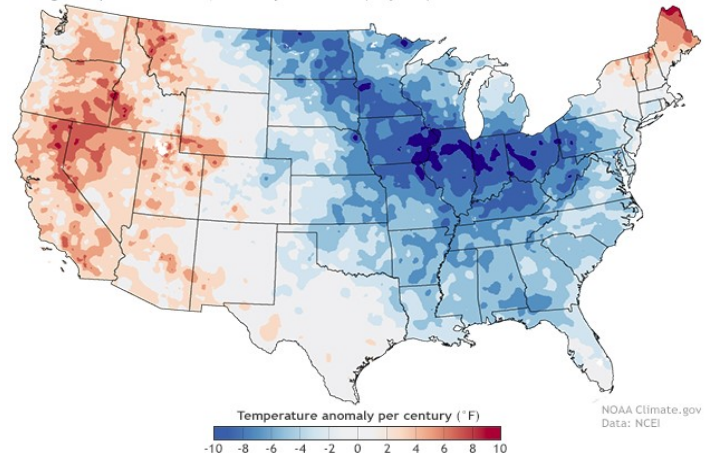 Temperature anomaly per century (°F)
-10 -8 -6 -4 -2 0 2 4 6 8 10
NOAA Climate.gov
Data: NCEI